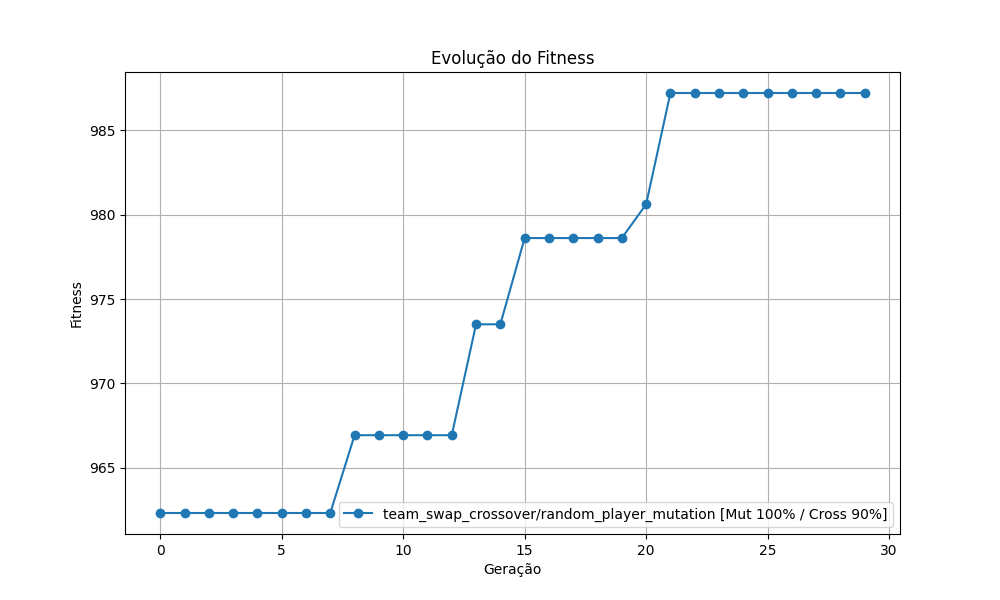 Evolução do Fitness
Fitness
985
980
975
970
965
team_swap_crossover/random_player_mutation [Mut 100% / Cross 90%]
0 5 10 15 20 25 30
Geração